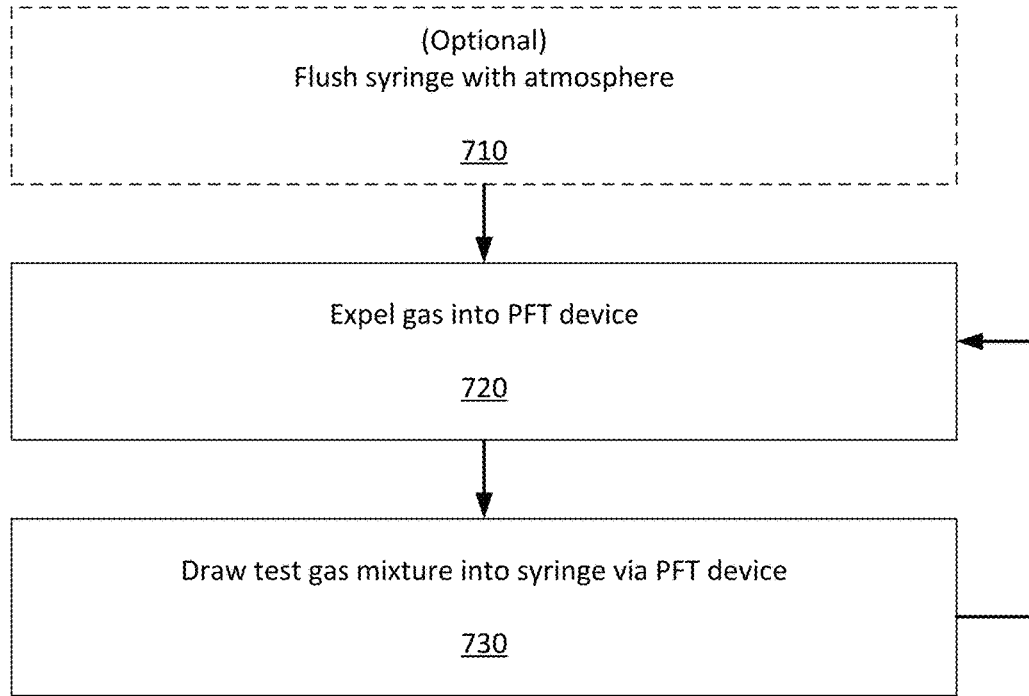 (Optional)
Flush syringe with atmosphere
710
Expel gas into PFT device
720
Draw test gas mixture into syringe via PFT device
730